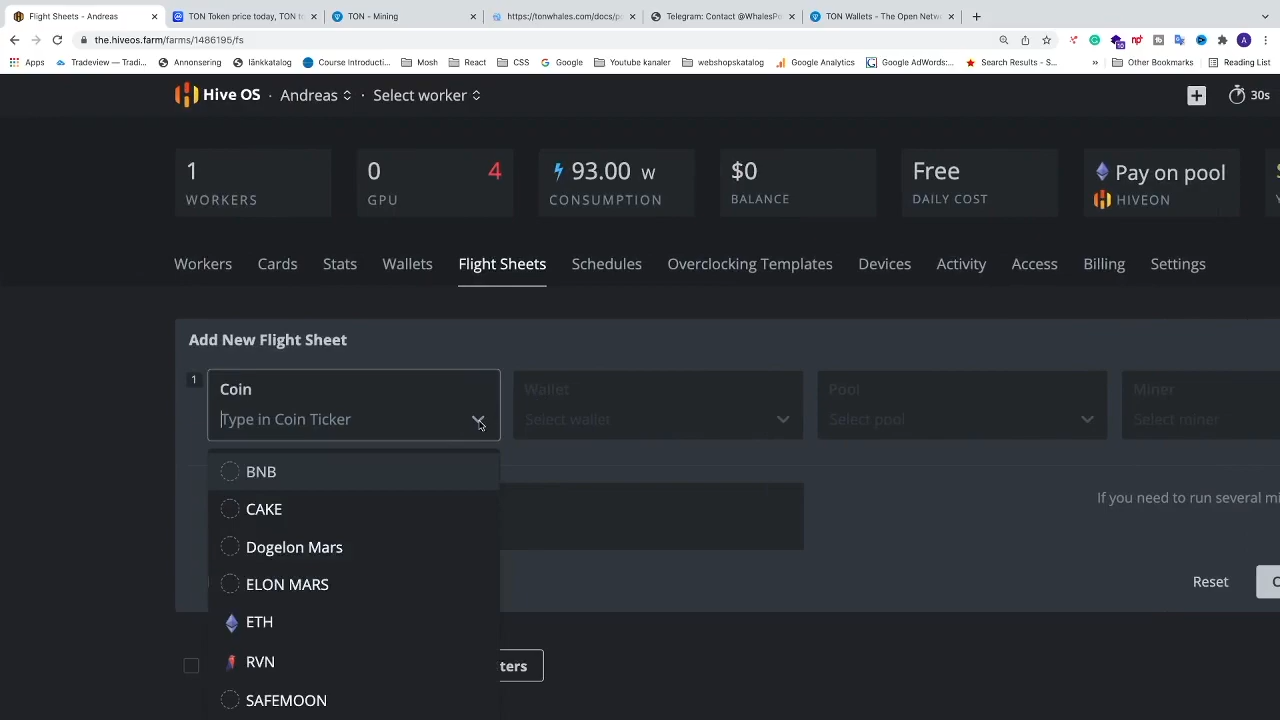 Flight Sheets - Andreas
TON Token price today, TON to
TON - Mining
https://tonwhales.com/docs/p
Telegram: Contact @WhalesPo
TON Wallets - The Open Netw
the.hiveos.farm/farms/1486195/fs
10
A
Apps
Tradeview — Tradi...
Annonsering
länkkatalog
Course Introducti...
Mosh
React
CSS
Google
Youtube kanaler
webshopskatalog
Google Analytics
Google AdWords:...
Search Results - S...
»
Other Bookmarks
Reading List
Hive OS · Andreas · Select worker
30s
1
WORKERS
0 4
GPU
93.00 w
CONSUMPTION
$0
BALANCE
Free
DAILY COST
Pay on pool
HIVEON
Workers Cards Stats Wallets Flight Sheets Schedules Overclocking Templates Devices Activity Access Billing Settings
Add New Flight Sheet
1
Coin
Type in Coin Ticker
Wallet
Select wallet
Pool
Select pool
Miner
Select miner
BNB
CAKE
Dogelon Mars
ELON MARS
ETH
RVN
SAFEMOON
If you need to run several mi
Reset
ters